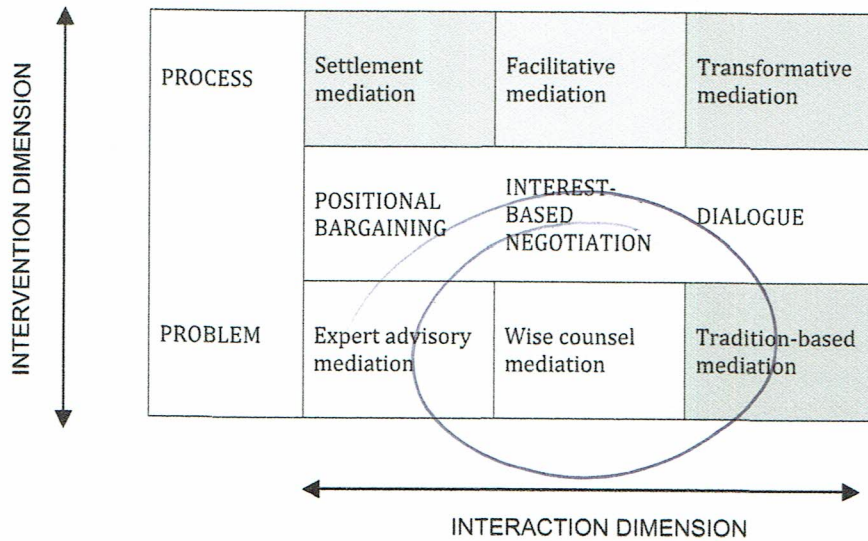 INTERVENTION DIMENSION
PROCESS
Settlement
mediation
Facilitative
mediation
Transformative
mediation
POSITIONAL
BARGAINING
INTEREST-
BASED
NEGOTIATION
DIALOGUE
PROBLEM
Expert advisory
mediation
Wise counsel
mediation
Tradition-based
mediation
INTERACTION DIMENSION